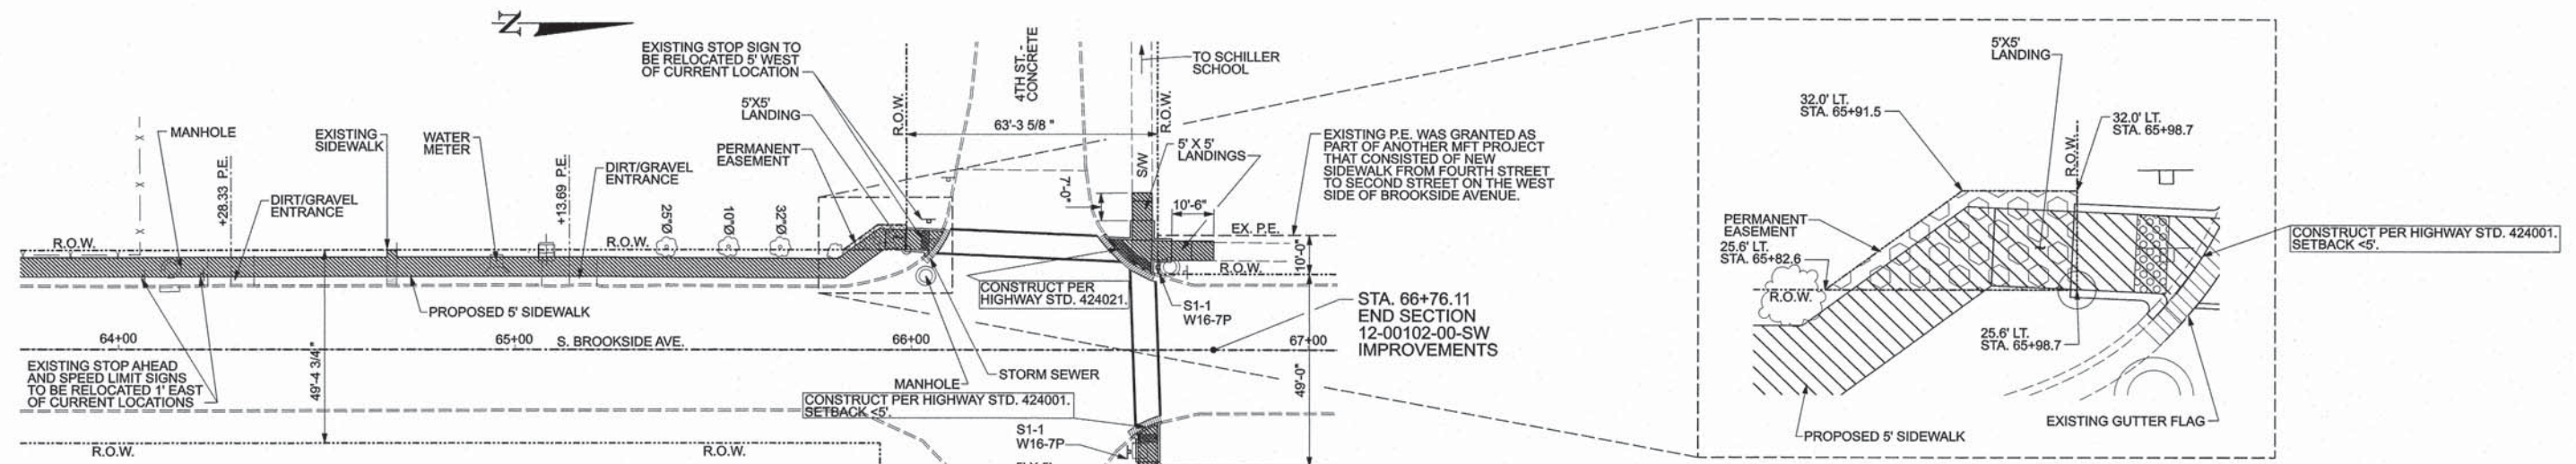 N
EXISTING STOP SIGN TO
BE RELOCATED 5' WEST
OF CURRENT LOCATION
4TH ST. -
CONCRETE
TO SCHILLER
SCHOOL
5'X5'
LANDING
R.O.W.
63'-3 5/8 "
R.O.W.
S/W
7'-0"
5' X 5'
LANDINGS
10'-6"
EXISTING P.E. WAS GRANTED AS
PART OF ANOTHER MFT PROJECT
THAT CONSISTED OF NEW
SIDEWALK FROM FOURTH STREET
TO SECOND STREET ON THE WEST
SIDE OF BROOKSIDE AVENUE.
MANHOLE
EXISTING
SIDEWALK
WATER
METER
PERMANENT
EASEMENT
+28.33 P.E.
DIRT/GRAVEL
ENTRANCE
+13.69 P.E.
DIRT/GRAVEL
ENTRANCE
25"Ø
10"Ø
32"Ø
R.O.W.
R.O.W.
EX. P.E.
10'-0"
R.O.W.
PROPOSED 5' SIDEWALK
CONSTRUCT PER
HIGHWAY STD. 424021.
S1-1
W16-7P
STA. 66+76.11
END SECTION
12-00102-00-SW
IMPROVEMENTS
64+00
65+00
S. BROOKSIDE AVE.
66+00
67+00
EXISTING STOP AHEAD
AND SPEED LIMIT SIGNS
TO BE RELOCATED 1' EAST
OF CURRENT LOCATIONS
49'-4 3/4"
MANHOLE
STORM SEWER
49'-0"
CONSTRUCT PER HIGHWAY STD. 424001.
SETBACK <5'.
S1-1
W16-7P
R.O.W.
R.O.W.
5'X5'
LANDING
32.0' LT.
STA. 65+91.5
32.0' LT.
STA. 65+98.7
R.O.W.
PERMANENT
EASEMENT
25.6' LT.
STA. 65+82.6
R.O.W.
CONSTRUCT PER HIGHWAY STD. 424001.
SETBACK <5'.
25.6' LT.
STA. 65+98.7
EXISTING GUTTER FLAG
PROPOSED 5' SIDEWALK